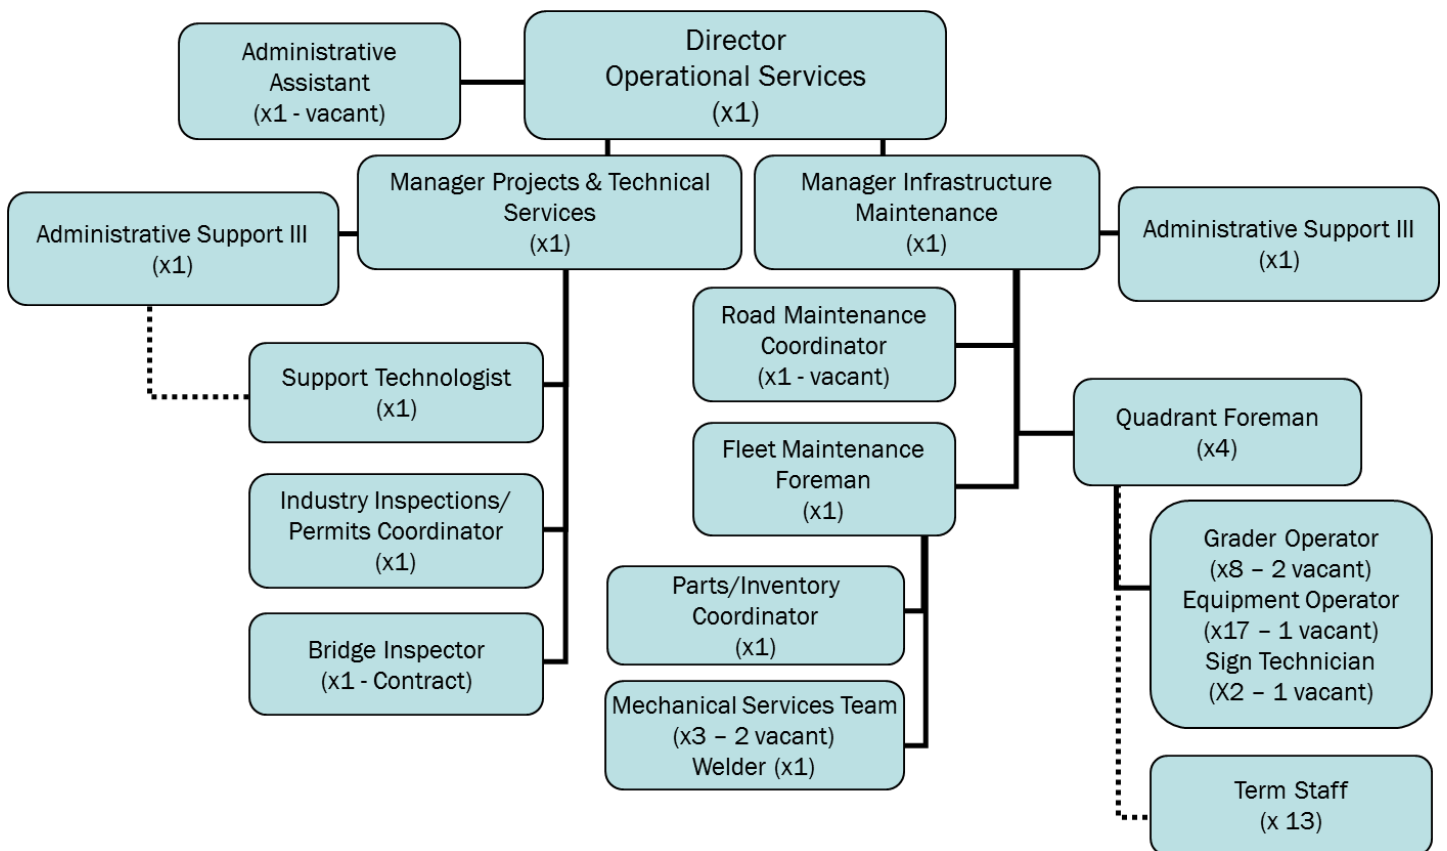 Director
Operational Services
(x1)
Administrative
Assistant
(x1 - vacant)
Manager Projects & Technical
Services
(x1)
Manager Infrastructure
Maintenance
(x1)
Administrative Support III
(x1)
Administrative Support III
(x1)
Support Technologist
(x1)
Industry Inspections/
Permits Coordinator
(x1)
Bridge Inspector
(x1 - Contract)
Road Maintenance
Coordinator
(x1 - vacant)
Fleet Maintenance
Foreman
(x1)
Parts/Inventory
Coordinator
(x1)
Mechanical Services Team
(x3 – 2 vacant)
Welder (x1)
Quadrant Foreman
(x4)
Grader Operator
(x8 – 2 vacant)
Equipment Operator
(x17 – 1 vacant)
Sign Technician
(X2 – 1 vacant)
Term Staff
(x 13)